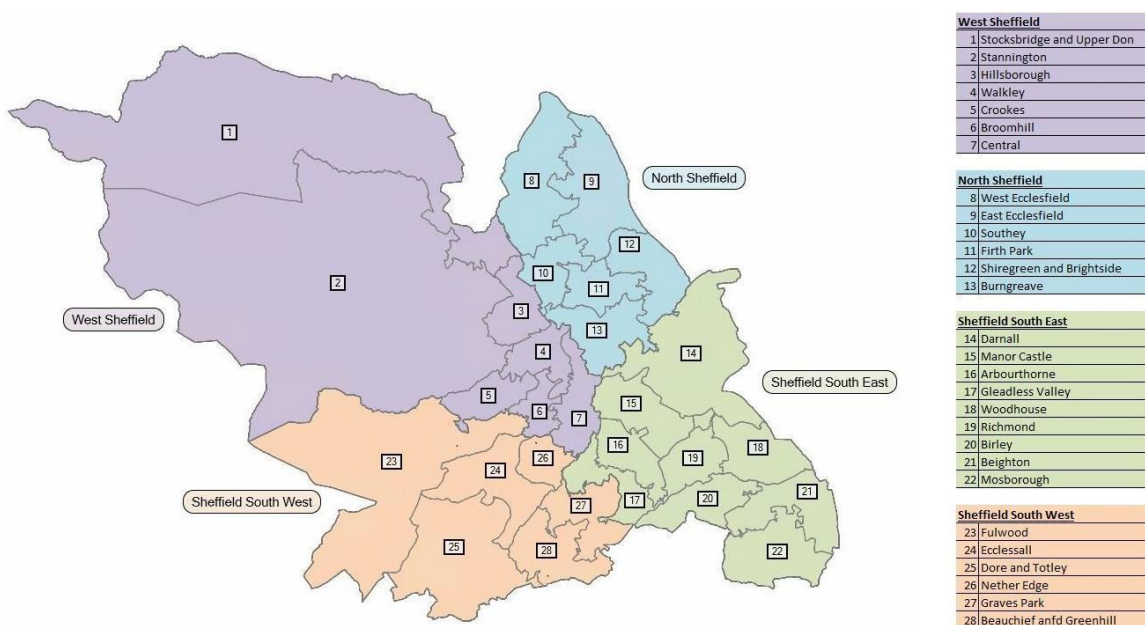 West Sheffield
1 Stocksbridge and Upper Don
2 Stannington
3 Hillsborough
4 Walkley
5 Crookes
6 Broomhill
7 Central
North Sheffield
8 West Ecclesfield
9 East Ecclesfield
10 Southey
11 Firth Park
12 Shiregreen and Brightside
13 Burngreave
Sheffield South East
14 Darnall
15 Manor Castle
16 Arbourthorne
17 Gleadless Valley
18 Woodhouse
19 Richmond
20 Birley
21 Beighton
22 Mosborough
Sheffield South West
23 Fulwood
24 Ecclessall
25 Dore and Totley
26 Nether Edge
27 Graves Park
28 Beauchief anfd Greenhill
1
8
9
North Sheffield
12
10
2
11
3
West Sheffield
13
4
14
Sheffield South East
5
15
6
7
16
18
23
26
19
24
21
Sheffield South West
17
20
27
25
28
22